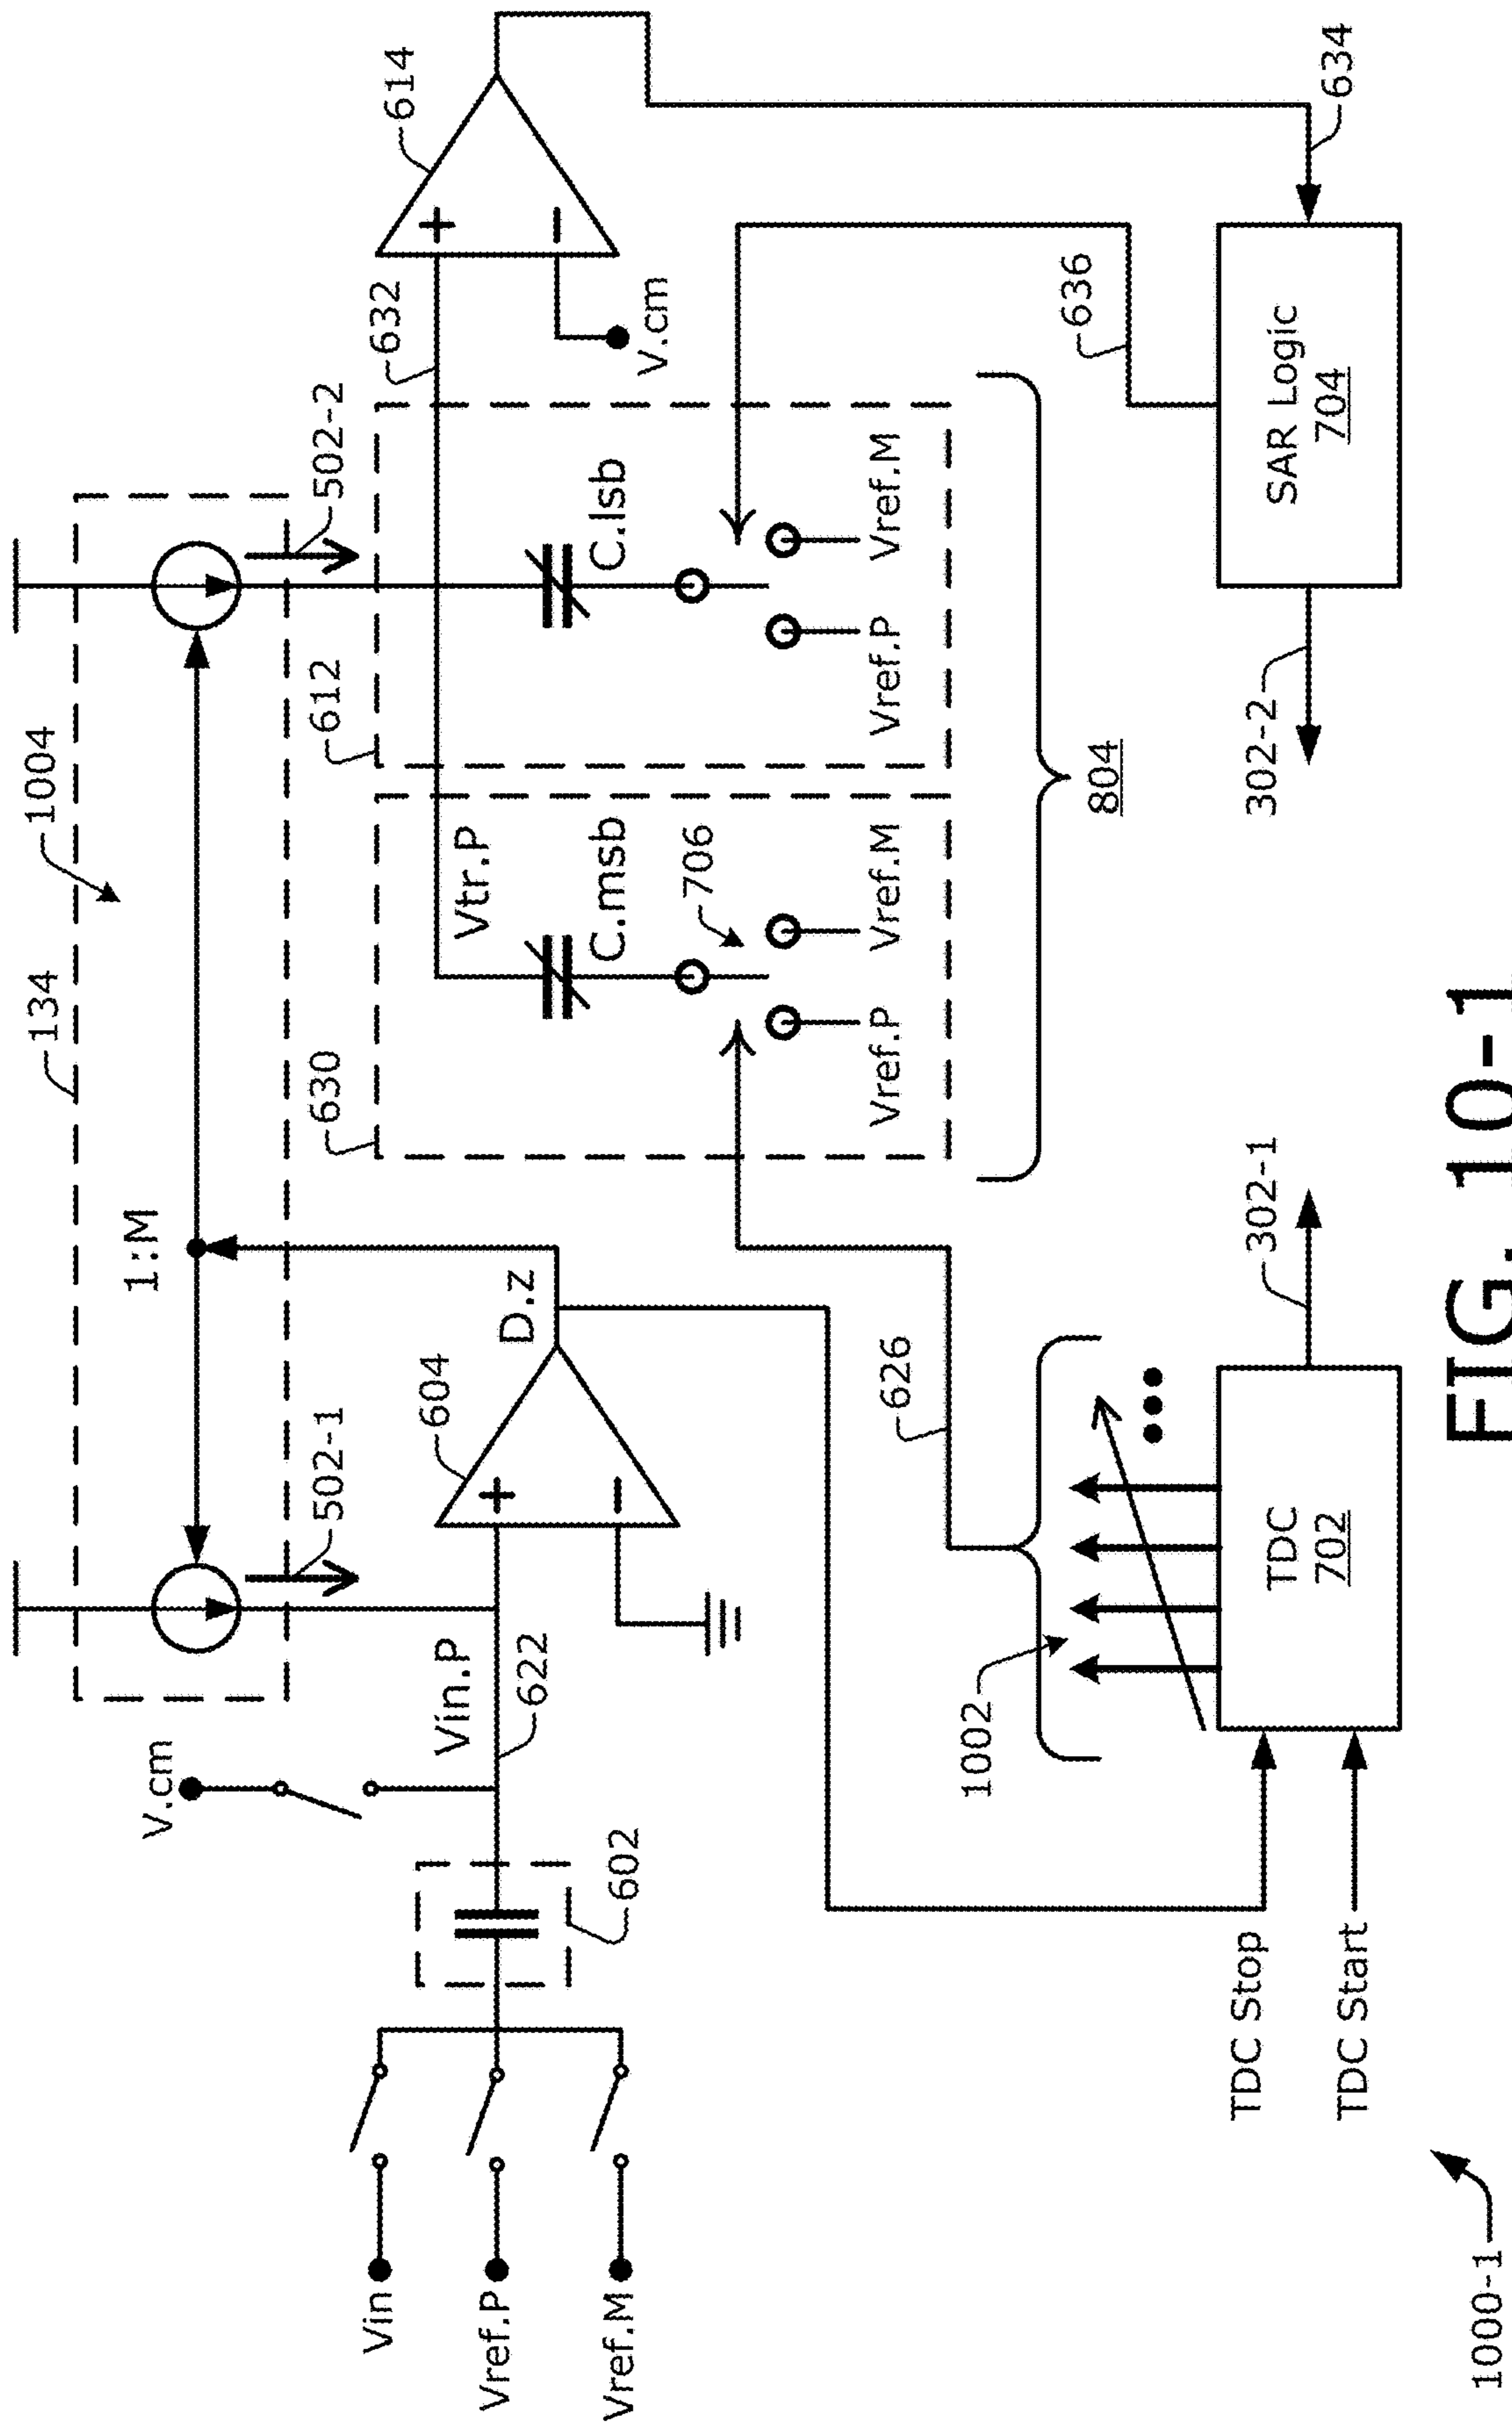 134
1004
1:M
502-1
502-2
V.cm
Vin
Vref.P
Vref.M
602
Vin.P
622
604
+
−
D.z
630
612
632
614
+
−
V.cm
Vtr.P
C.msb
C.lsb
706
Vref.P
Vref.M
Vref.P
Vref.M
804
626
636
1002
TDC Stop
TDC Start
TDC
702
302-1
302-2
SAR Logic
704
634
1000-1
FIG. 10-1